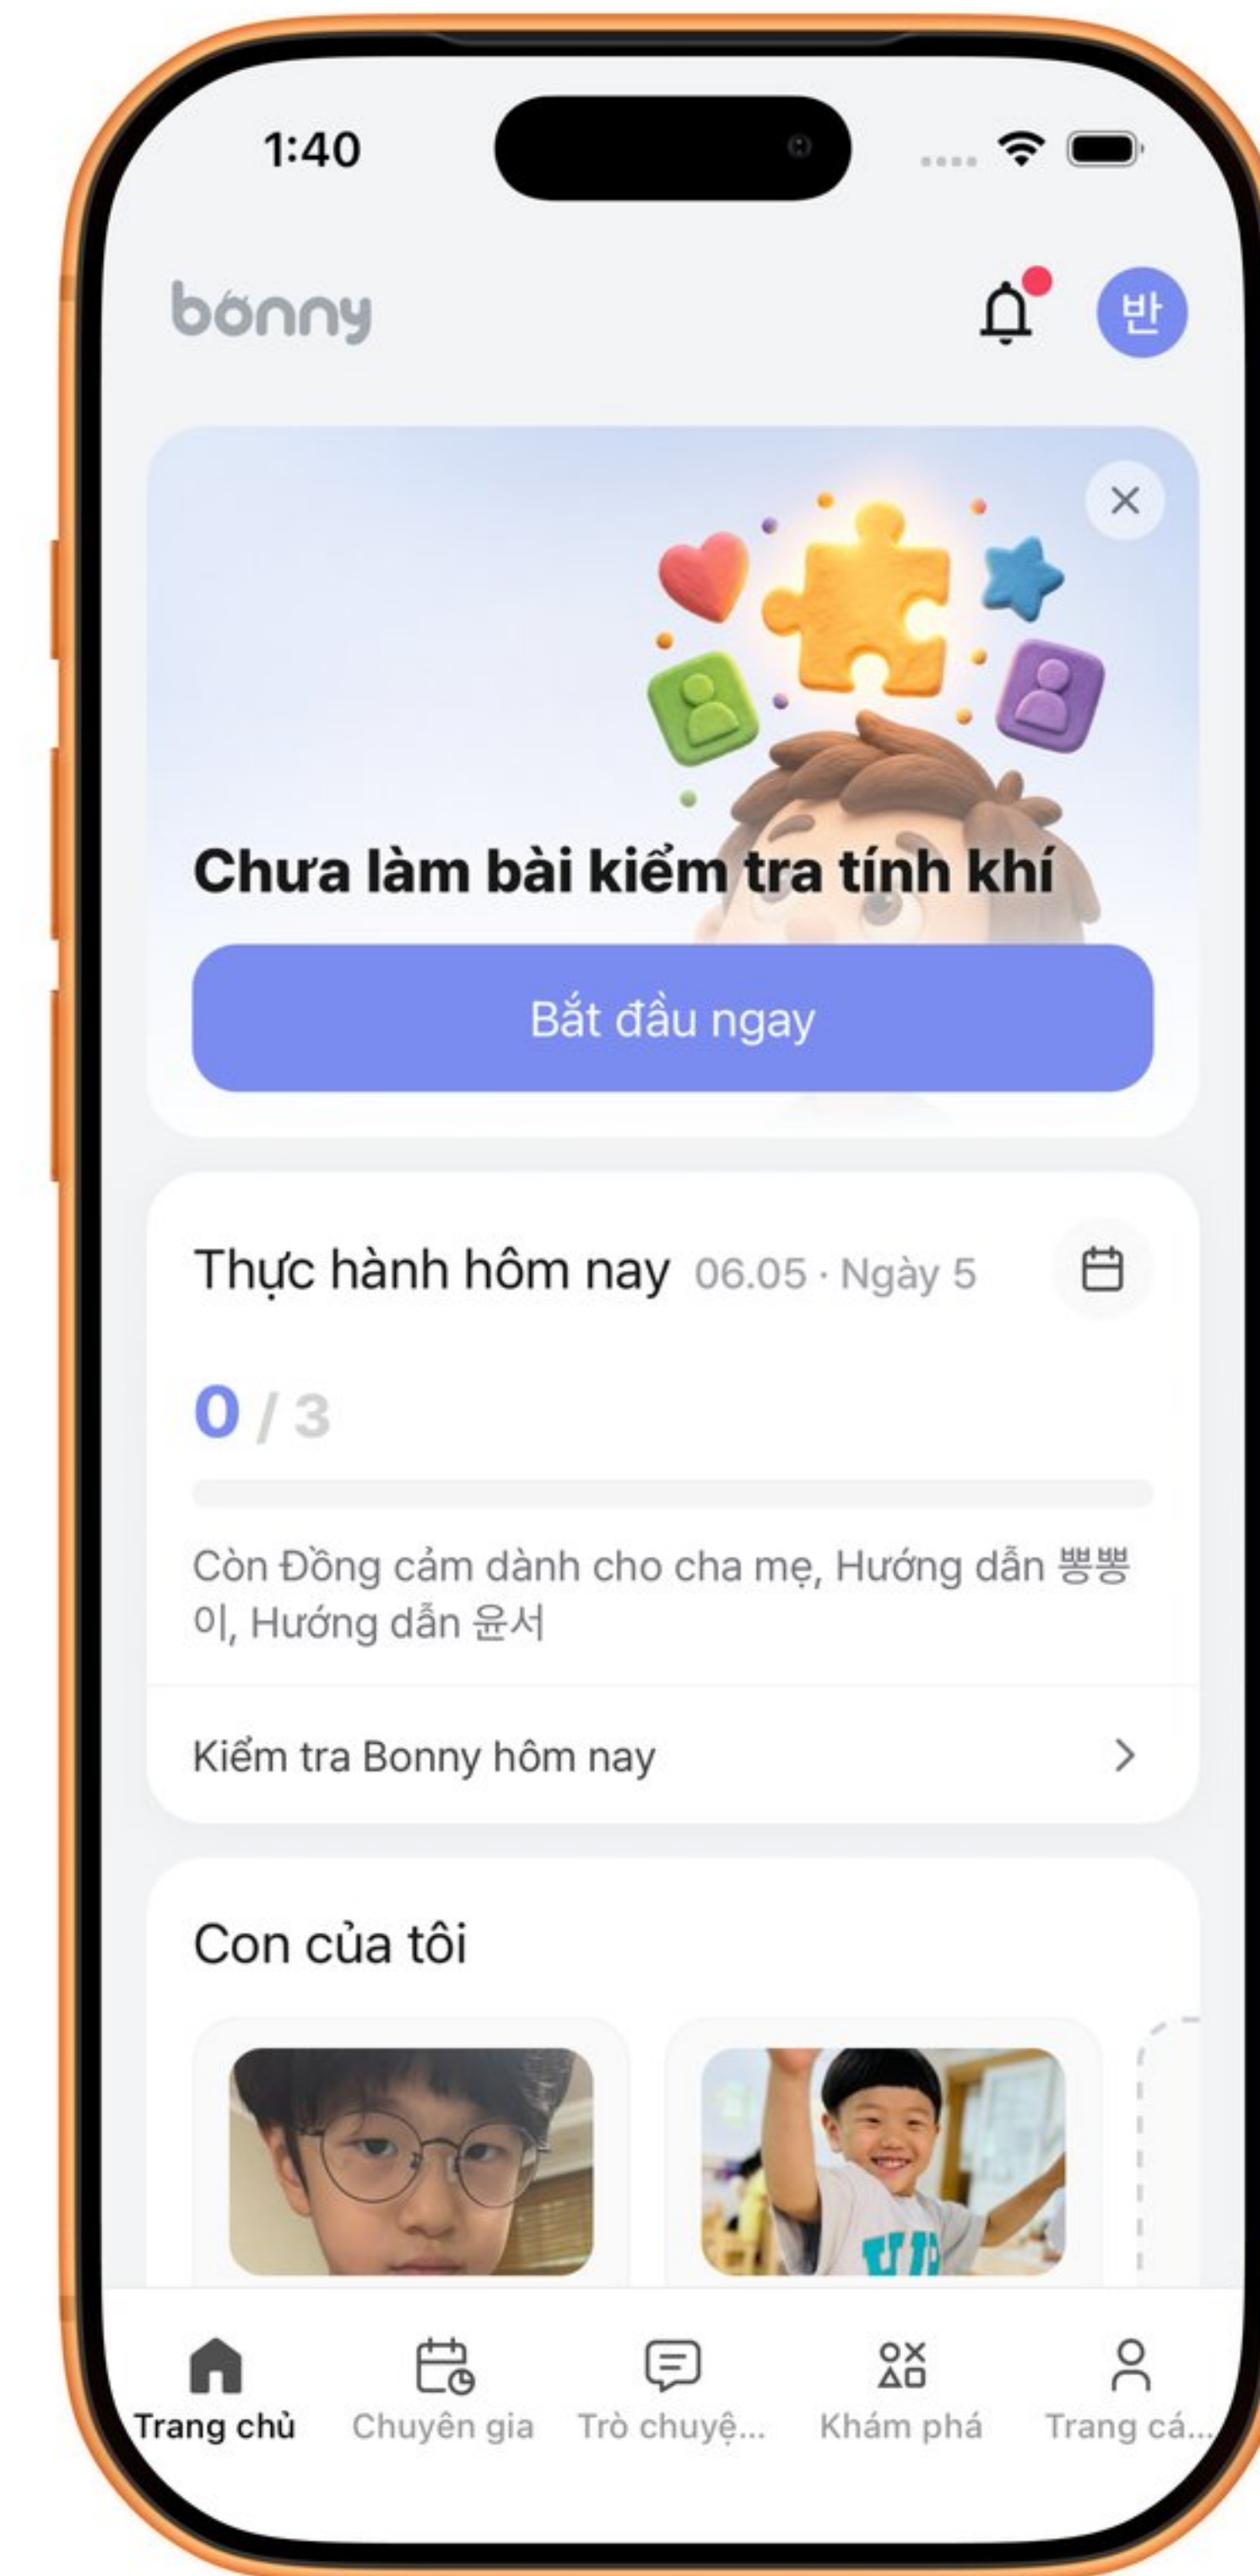 1:40
bonny
반
Chưa làm bài kiểm tra tính khí
Bắt đầu ngay
Thực hành hôm nay 06.05 · Ngày 5
0 / 3
Còn Đồng cảm dành cho cha mẹ, Hướng dẫn 뽕뽕
이, Hướng dẫn 윤서
Kiểm tra Bonny hôm nay
Con của tôi
Trang chủ Chuyên gia Trò chuyệ... Khám phá Trang cá...